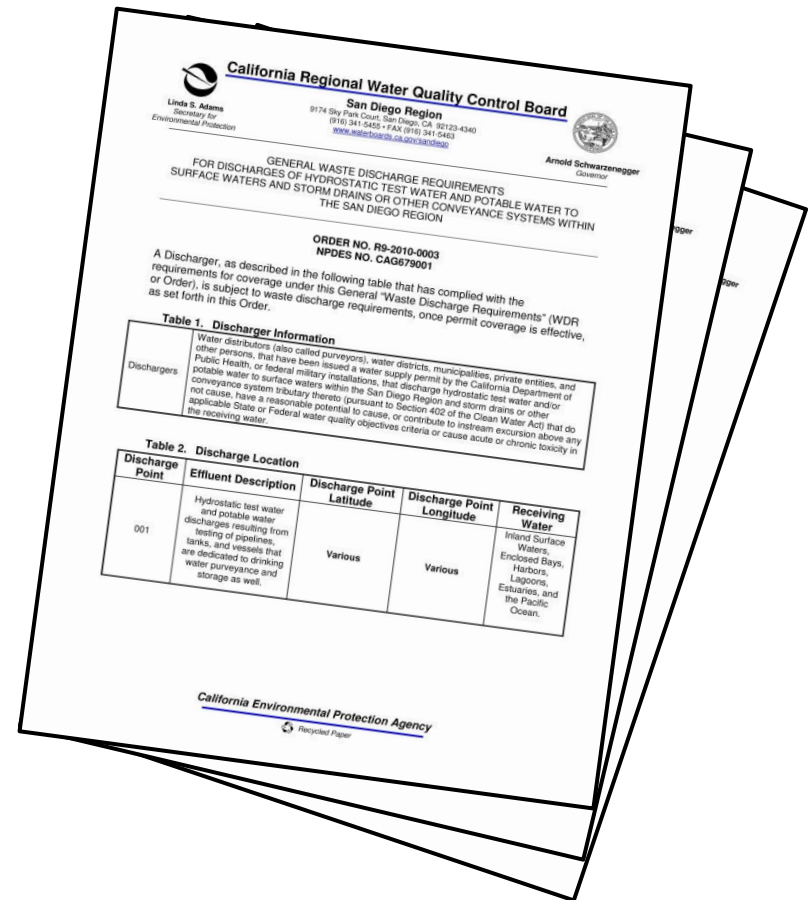 California Regional Water Quality Control Board
San Diego Region
Linda S. Adams
Secretary for
Environmental Protection
9174 Sky Park Court, San Diego, CA 92123-4340
(916) 341-5455 • FAX (916) 341-5463
www.waterboards.ca.gov/sandiego
Arnold Schwarzenegger
Governor
GENERAL WASTE DISCHARGE REQUIREMENTS
FOR DISCHARGES OF HYDROSTATIC TEST WATER AND POTABLE WATER TO
SURFACE WATERS AND STORM DRAINS OR OTHER CONVEYANCE SYSTEMS WITHIN
THE SAN DIEGO REGION
ORDER NO. R9-2010-0003
NPDES NO. CAG679001
A Discharger, as described in the following table that has complied with the
requirements for coverage under this General "Waste Discharge Requirements" (WDR
or Order), is subject to waste discharge requirements, once permit coverage is effective,
as set forth in this Order.
Table 1. Discharger Information
Dischargers
Water distributors (also called purveyors), water districts, municipalities, private entities, and
other persons, that have been issued a water supply permit by the California Department of
Public Health, or federal military installations, that discharge hydrostatic test water and/or
potable water to surface waters within the San Diego Region and storm drains or other
conveyance system tributary thereto (pursuant to Section 402 of the Clean Water Act) that do
not cause, have a reasonable potential to cause, or contribute to instream excursion above any
applicable State or Federal water quality objectives criteria or cause acute or chronic toxicity in
the receiving water.
Table 2. Discharge Location
Discharge
Point
Effluent Description
Discharge Point
Latitude
Discharge Point
Longitude
Receiving
Water
001
Hydrostatic test water
and potable water
discharges resulting from
testing of pipelines,
tanks, and vessels that
are dedicated to drinking
water purveyance and
storage as well.
Various
Various
Inland Surface
Waters,
Enclosed Bays,
Harbors,
Lagoons,
Estuaries, and
the Pacific
Ocean.
California Environmental Protection Agency
Recycled Paper
egger
egger